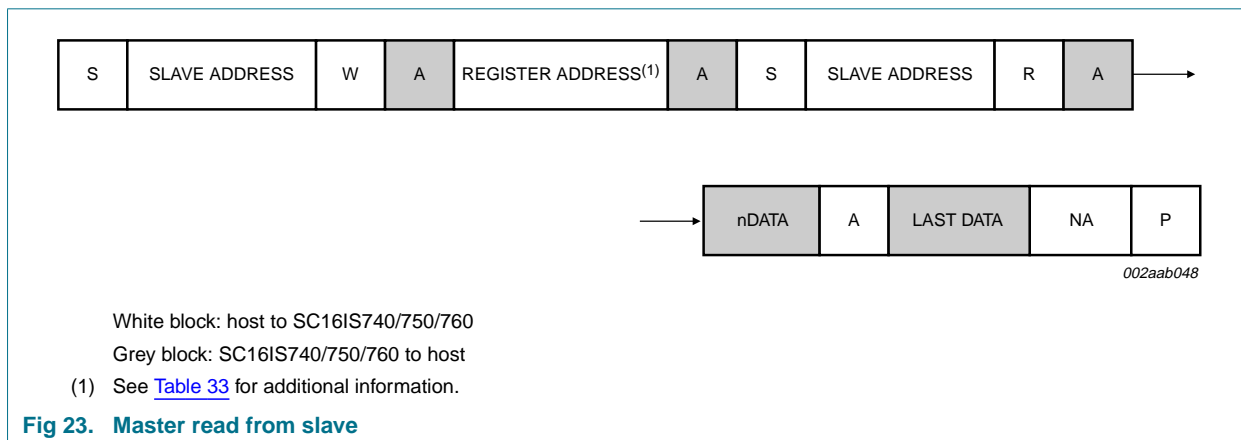 S SLAVE ADDRESS W A REGISTER ADDRESS(1) A S SLAVE ADDRESS R A
nDATA A LAST DATA NA P
002aab048
White block: host to SC16IS740/750/760
Grey block: SC16IS740/750/760 to host
(1) See Table 33 for additional information.
Fig 23. Master read from slave